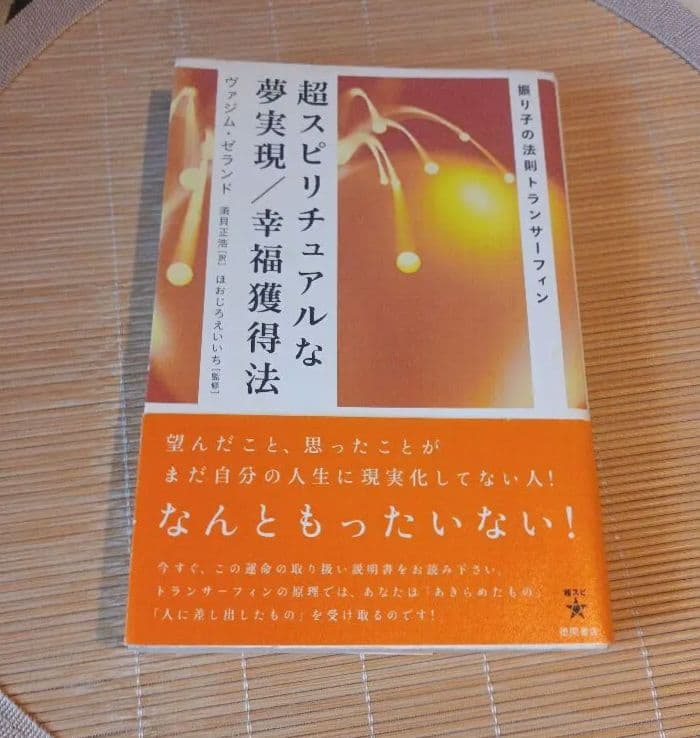 振り子の法則トランサーフィン
超スピリチュアルな
夢実現／幸福獲得法
ヴァジム・ゼランド
須貝正浩[訳] ほおじろえいいち[監修]
望んだこと、思ったことが
まだ自分の人生に現実化してない人!
なんともったいない!
今すぐ、この運命の取り扱い説明書をお読み下さい。
トランサーフィンの原理では、あなたは「あきらめたもの」
「人に差し出したもの」を受け取るのです!
超スピ
徳間書店